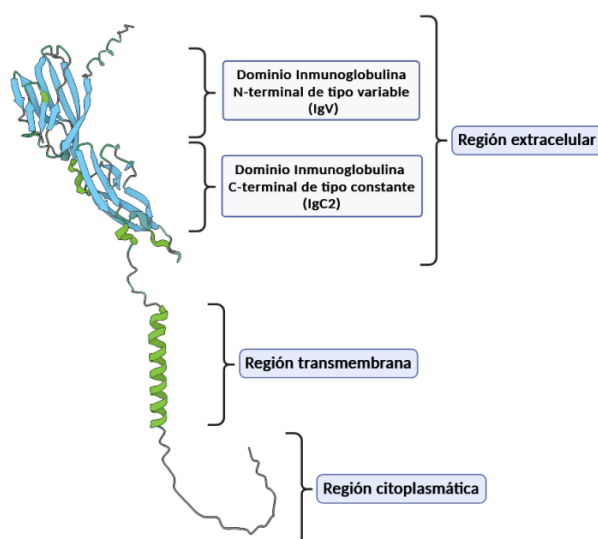 Dominio Inmunoglobulina
N-terminal de tipo variable
(IgV)
Región extracelular
Dominio Inmunoglobulina
C-terminal de tipo constante
(IgC2)
Región transmembrana
Región citoplasmática